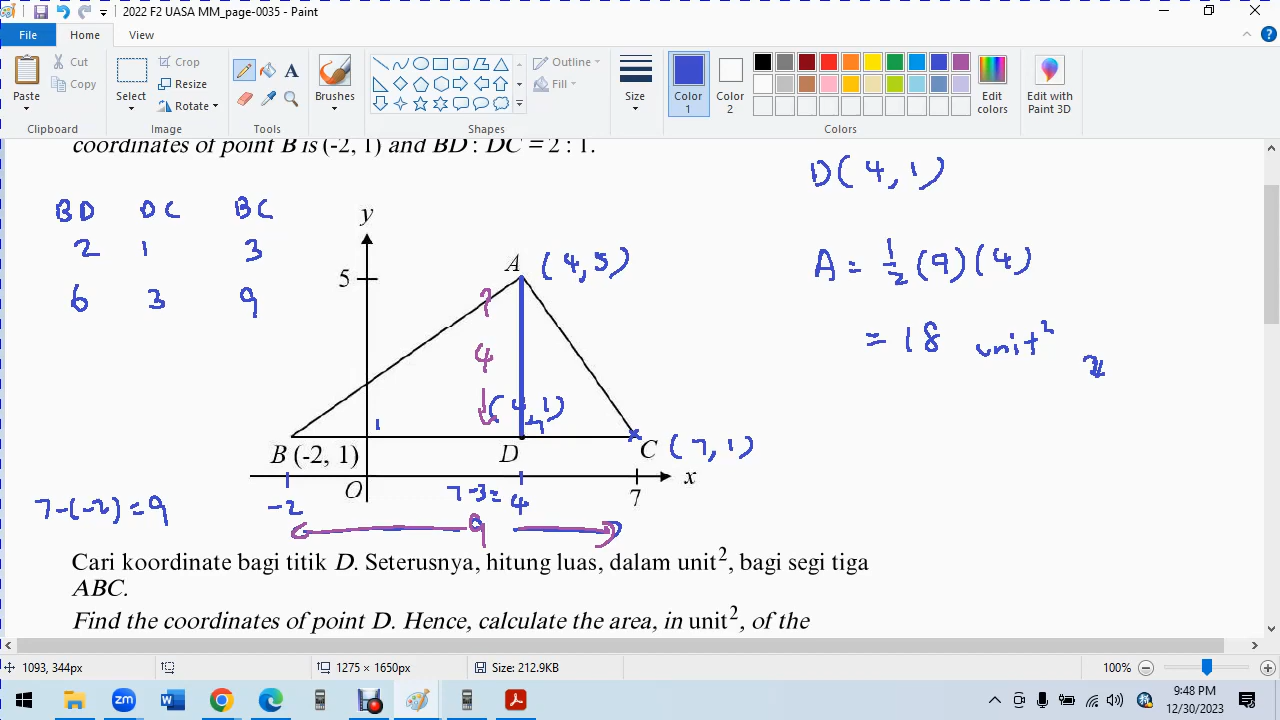 2022 F2 UASA MM_page-0035 - Paint
File Home View
Paste Cut Copy Clipboard
Select Crop Resize Rotate Image
Tools
Brushes
Outline Fill Shapes
Size
Color 1 Color 2 Edit colors Colors
Edit with Paint 3D
coordinates of point B is (-2, 1) and BD : DC = 2 : 1.
D(4,1)
BD DC BC
2 1 3
6 3 9
y
5
A (4,5)
A = 1/2 (9)(4)
= 18 unit²
4
(4,1)
1
B (-2, 1) D C (7,1)
O x
-2 7-3=4 7
7-(-2)=9
9
Cari koordinate bagi titik D. Seterusnya, hitung luas, dalam unit², bagi segi tiga
ABC.
Find the coordinates of point D. Hence, calculate the area, in unit², of the
1093, 344px 1275 × 1650px Size: 212.9KB 100%
9:48 PM
12/30/2023